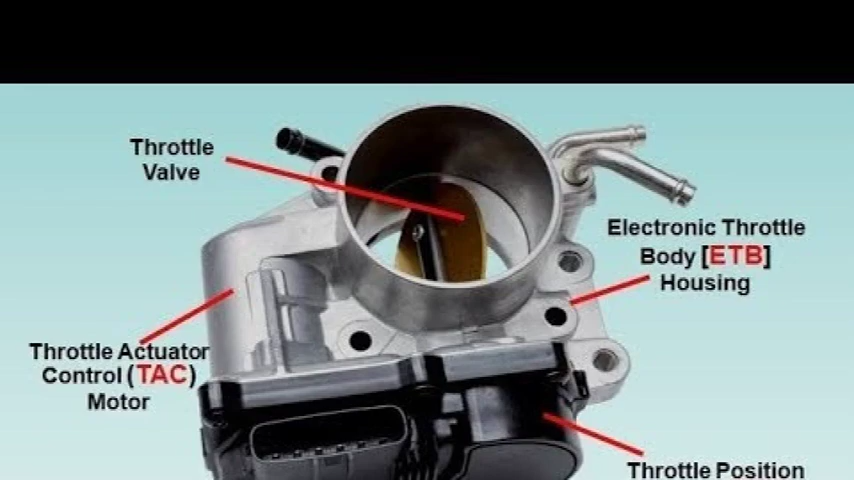 Throttle
Valve
Electronic Throttle
Body [ETB]
Housing
Throttle Actuator
Control (TAC)
Motor
Throttle Position